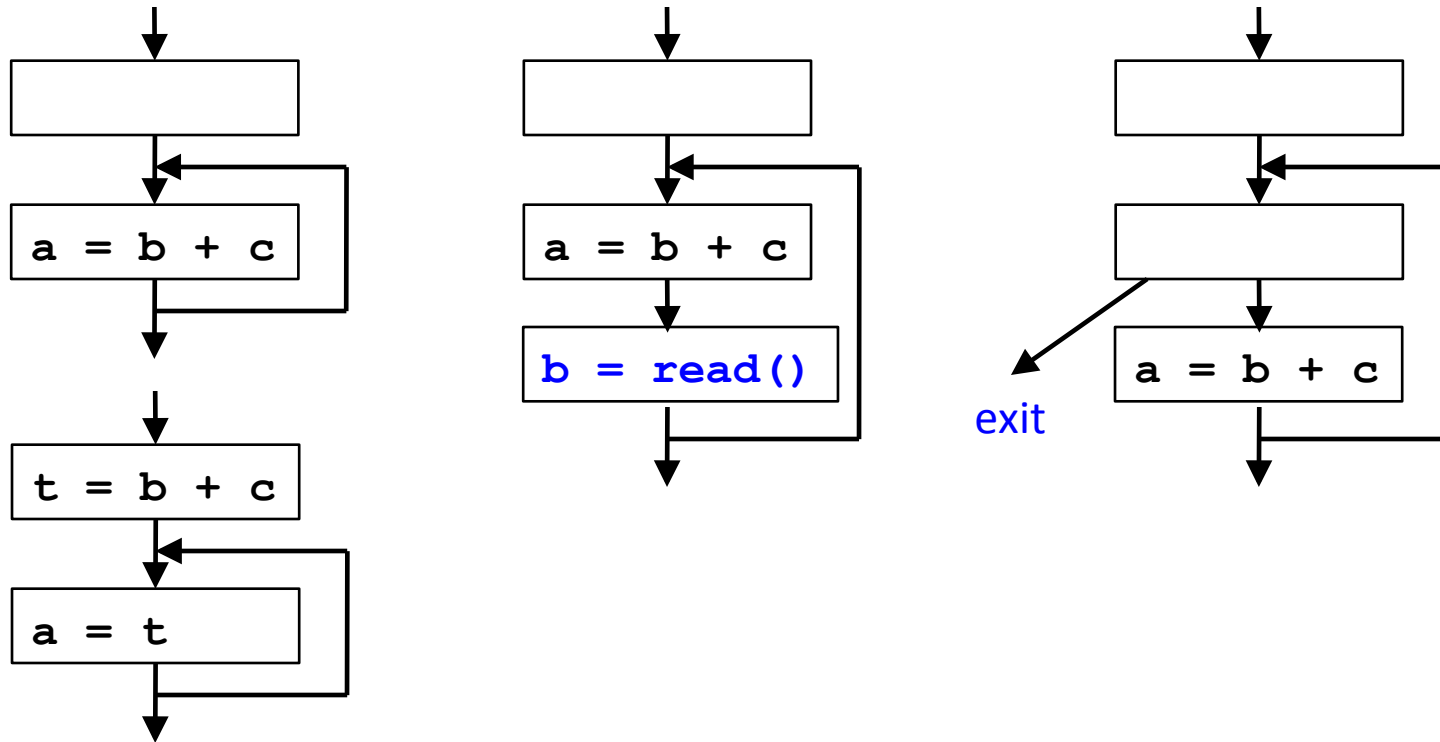 a = b + c
t = b + c
a = t
a = b + c
b = read()
exit
a = b + c